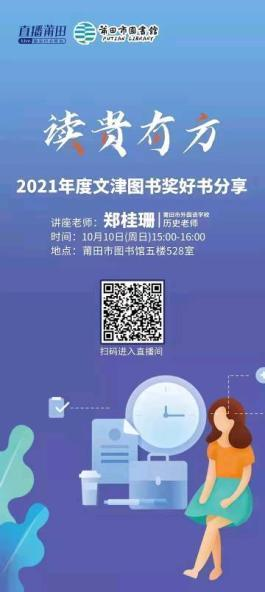 直播莆田
莆田市图书馆
PUTIAN LIBRARY
读贵有方
2021年度文津图书奖好书分享
讲座老师：郑桂珊 莆田市外国语学校
历史老师
时间：10月10日(周日)15:00-16:00
地点：莆田市图书馆五楼528室
扫码进入直播间